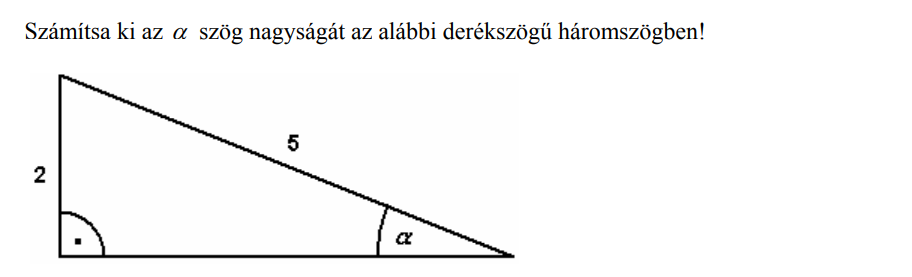 Számítsa ki az α szög nagyságát az alábbi derékszögű háromszögben!
5
2
α